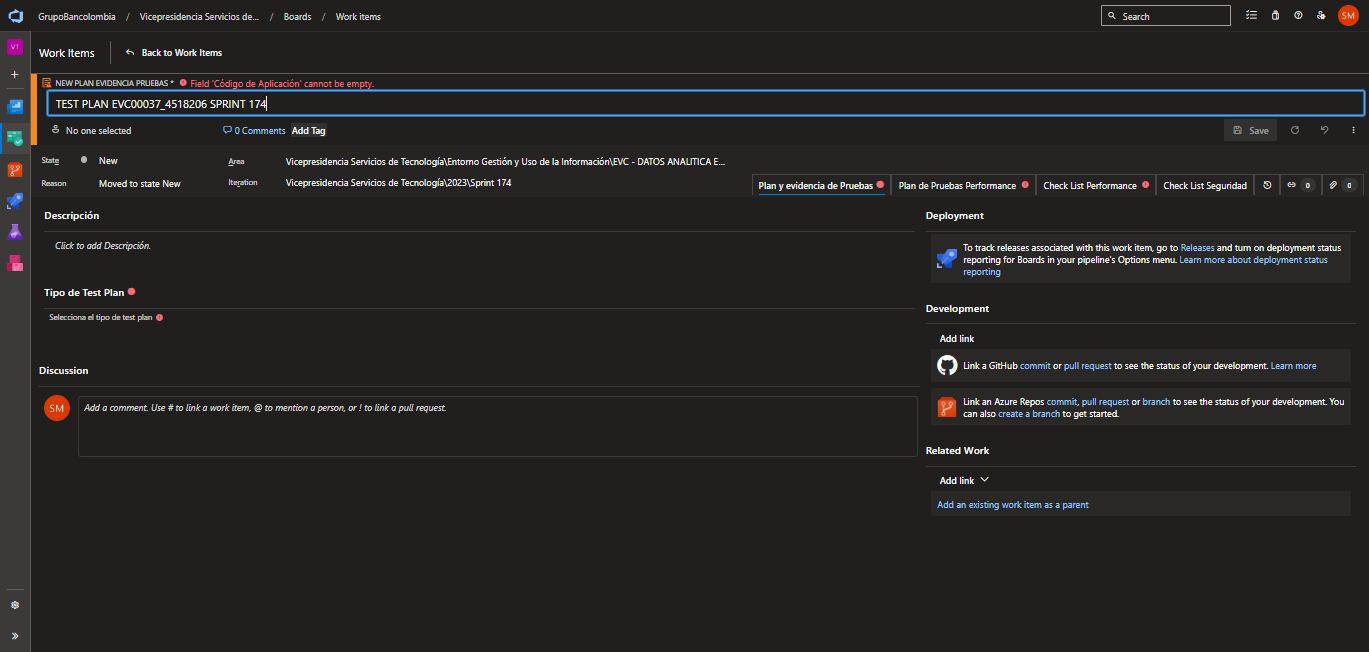 GrupoBancolombia / Vicepresidencia Servicios de... / Boards / Work items
Search
SM
VT
Work Items
Back to Work Items
NEW PLAN EVIDENCIA PRUEBAS * Field 'Código de Aplicación' cannot be empty.
TEST PLAN EVC00037_4518206 SPRINT 174
No one selected
0 Comments
Add Tag
Save
State
New
Area
Vicepresidencia Servicios de Tecnología\Entorno Gestión y Uso de la Información\EVC - DATOS ANALITICA E...
Reason
Moved to state New
Iteration
Vicepresidencia Servicios de Tecnología\2023\Sprint 174
Plan y evidencia de Pruebas
Plan de Pruebas Performance
Check List Performance
Check List Seguridad
0
0
Descripción
Click to add Descripción.
Tipo de Test Plan
Selecciona el tipo de test plan
Discussion
SM
Add a comment. Use # to link a work item, @ to mention a person, or ! to link a pull request.
Deployment
To track releases associated with this work item, go to Releases and turn on deployment status
reporting for Boards in your pipeline's Options menu. Learn more about deployment status
reporting
Development
Add link
Link a GitHub commit or pull request to see the status of your development. Learn more
Link an Azure Repos commit, pull request or branch to see the status of your development. You
can also create a branch to get started.
Related Work
Add link
Add an existing work item as a parent